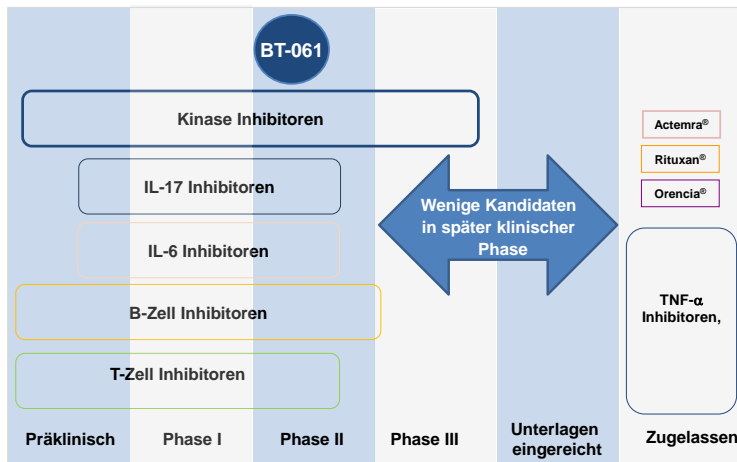 BT-061
Kinase Inhibitoren
IL-17 Inhibitoren
IL-6 Inhibitoren
B-Zell Inhibitoren
T-Zell Inhibitoren
Wenige Kandidaten
in später klinischer
Phase
Actemra®
Rituxan®
Orencia®
TNF-α
Inhibitoren,
Präklinisch
Phase I
Phase II
Phase III
Unterlagen
eingereicht
Zugelassen